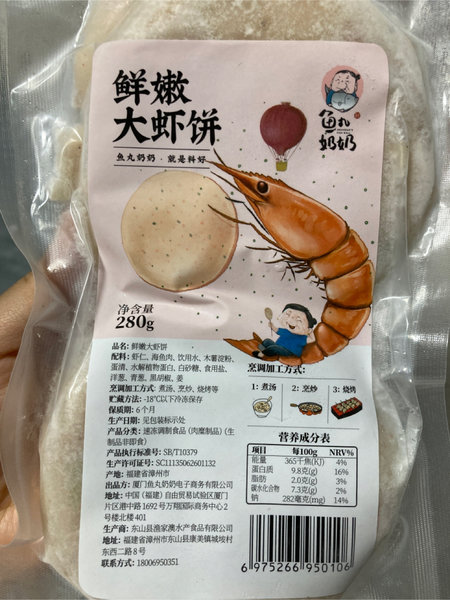 鲜嫩
大虾饼
鱼丸奶奶·就是料好
鱼丸
奶奶
净含量
280g
品名：鲜嫩大虾饼
配料：虾仁、海鱼肉、饮用水、木薯淀粉、
蛋清、水解植物蛋白、白砂糖、食用盐、
洋葱、青葱、黑胡椒、姜
烹调加工方式：煮汤、烹炒、烧烤等
贮藏方法：-18℃以下冷冻保存
保质期：6个月
生产日期：见包装标示处
产品分类：速冻调制食品（肉糜制品）（生
制品非即食）
产品执行标准号：SB/T10379
生产许可证号：SC11135062601132
产地：福建省漳州市
出品方：厦门鱼丸奶奶电子商务有限公司
地址：中国（福建）自由贸易试验区厦门
片区港中路1692号万翔国际商务中心2
号楼北楼401
生产商：东山县渔家澳水产食品有限公司
地址：福建省漳州市东山县康美镇城垵村
东西二路8号
联系方式：18006950351
烹调加工方式：
1：煮汤 2：烹炒 3：烧烤
营养成分表
项目 每100g NRV%
能量 365千焦(KJ) 4%
蛋白质 9.8克(g) 16%
脂肪 2.0克(g) 3%
碳水化合物 7.3克(g) 2%
钠 282毫克(mg) 14%
6 975266 950106